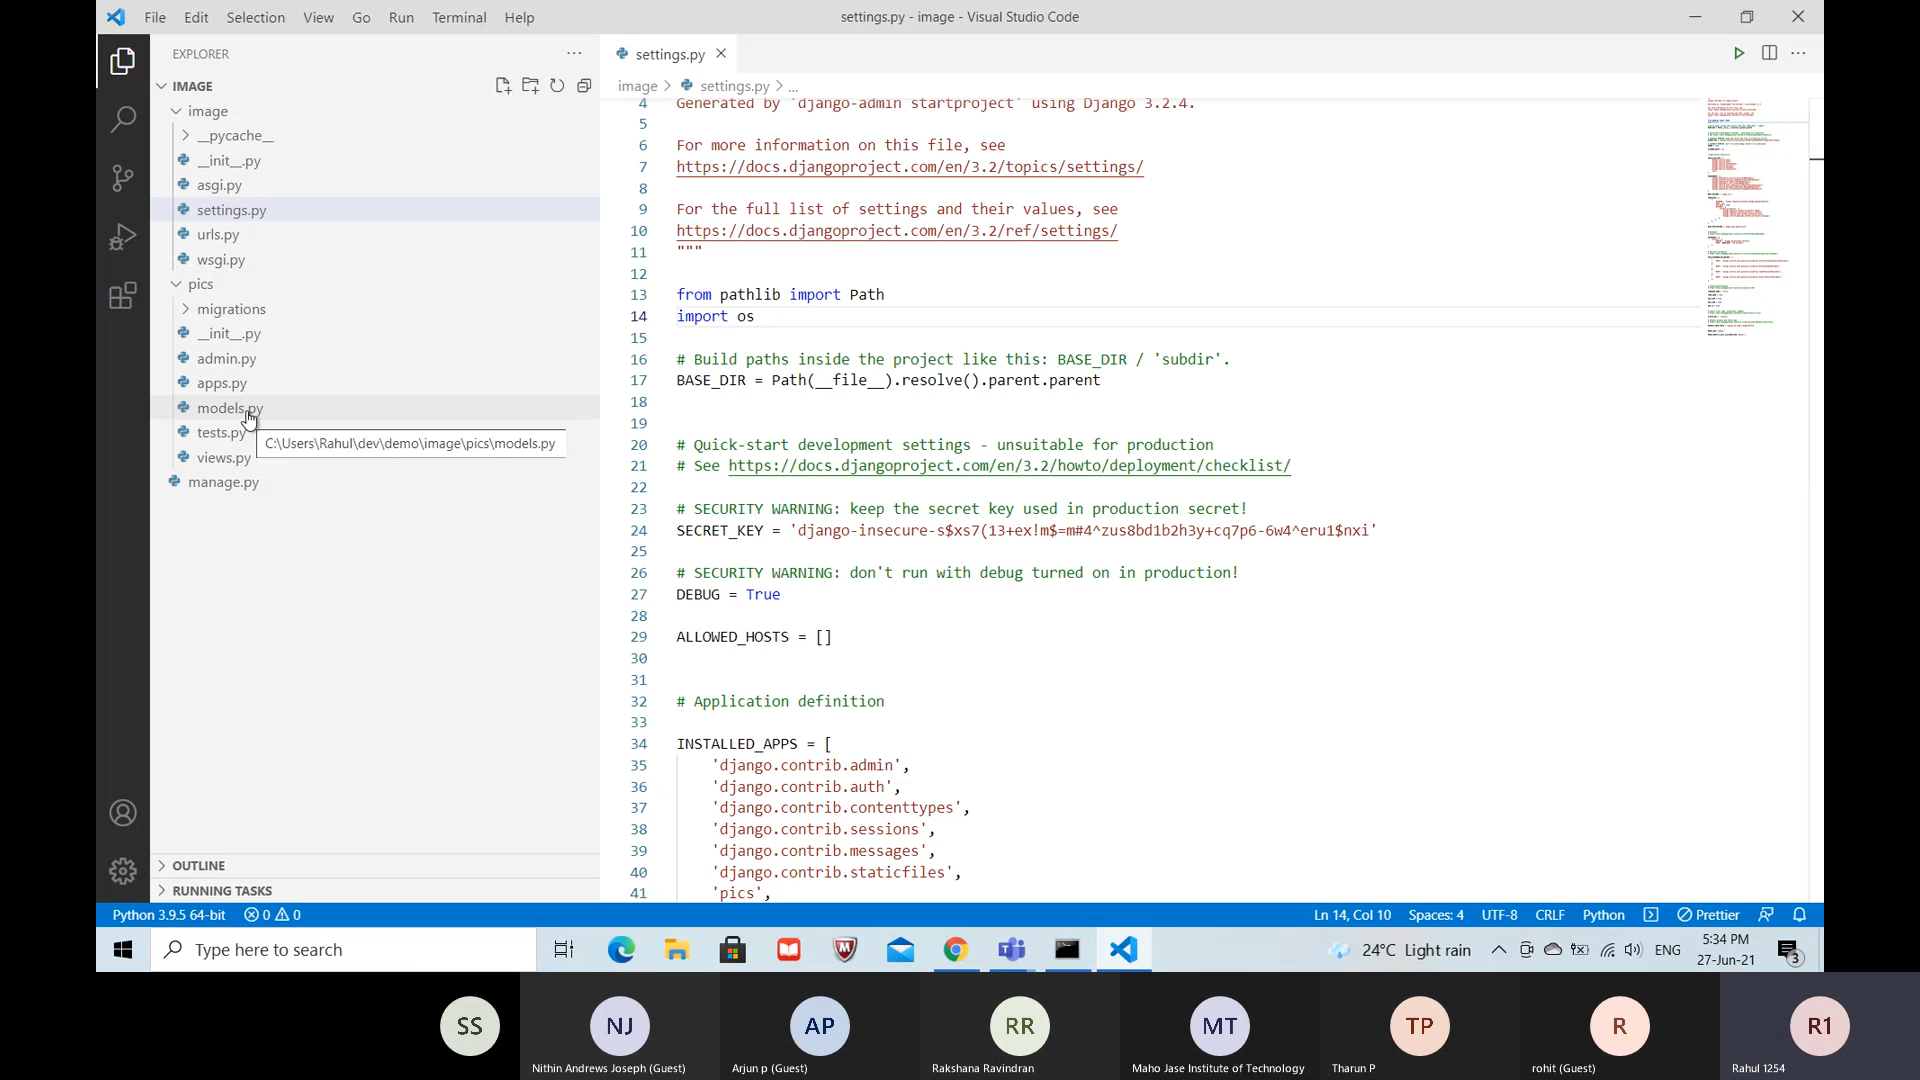 File Edit Selection View Go Run Terminal Help
settings.py - image - Visual Studio Code
EXPLORER
IMAGE
image
__pycache__
__init__.py
asgi.py
settings.py
urls.py
wsgi.py
pics
migrations
__init__.py
admin.py
apps.py
models.py
tests.py
C:\Users\Rahul\dev\demo\image\pics\models.py
views.py
manage.py
OUTLINE
RUNNING TASKS
settings.py
image > settings.py > ...
4 Generated by 'django-admin startproject' using Django 3.2.4.
5
6 For more information on this file, see
7 https://docs.djangoproject.com/en/3.2/topics/settings/
8
9 For the full list of settings and their values, see
10 https://docs.djangoproject.com/en/3.2/ref/settings/
11 """
12
13 from pathlib import Path
14 import os
15
16 # Build paths inside the project like this: BASE_DIR / 'subdir'.
17 BASE_DIR = Path(__file__).resolve().parent.parent
18
19
20 # Quick-start development settings - unsuitable for production
21 # See https://docs.djangoproject.com/en/3.2/howto/deployment/checklist/
22
23 # SECURITY WARNING: keep the secret key used in production secret!
24 SECRET_KEY = 'django-insecure-s$xs7(13+ex!m$=m#4^zus8bd1b2h3y+cq7p6-6w4^eru1$nxi'
25
26 # SECURITY WARNING: don't run with debug turned on in production!
27 DEBUG = True
28
29 ALLOWED_HOSTS = []
30
31
32 # Application definition
33
34 INSTALLED_APPS = [
35 'django.contrib.admin',
36 'django.contrib.auth',
37 'django.contrib.contenttypes',
38 'django.contrib.sessions',
39 'django.contrib.messages',
40 'django.contrib.staticfiles',
41 'pics',
Python 3.9.5 64-bit 0 0
Ln 14, Col 10 Spaces: 4 UTF-8 CRLF Python Prettier
Type here to search
24°C Light rain
ENG
5:34 PM
27-Jun-21
3
SS
NJ
AP
RR
MT
TP
R
R1
Nithin Andrews Joseph (Guest)
Arjun p (Guest)
Rakshana Ravindran
Maho Jase Institute of Technology
Tharun P
rohit (Guest)
Rahul 1254